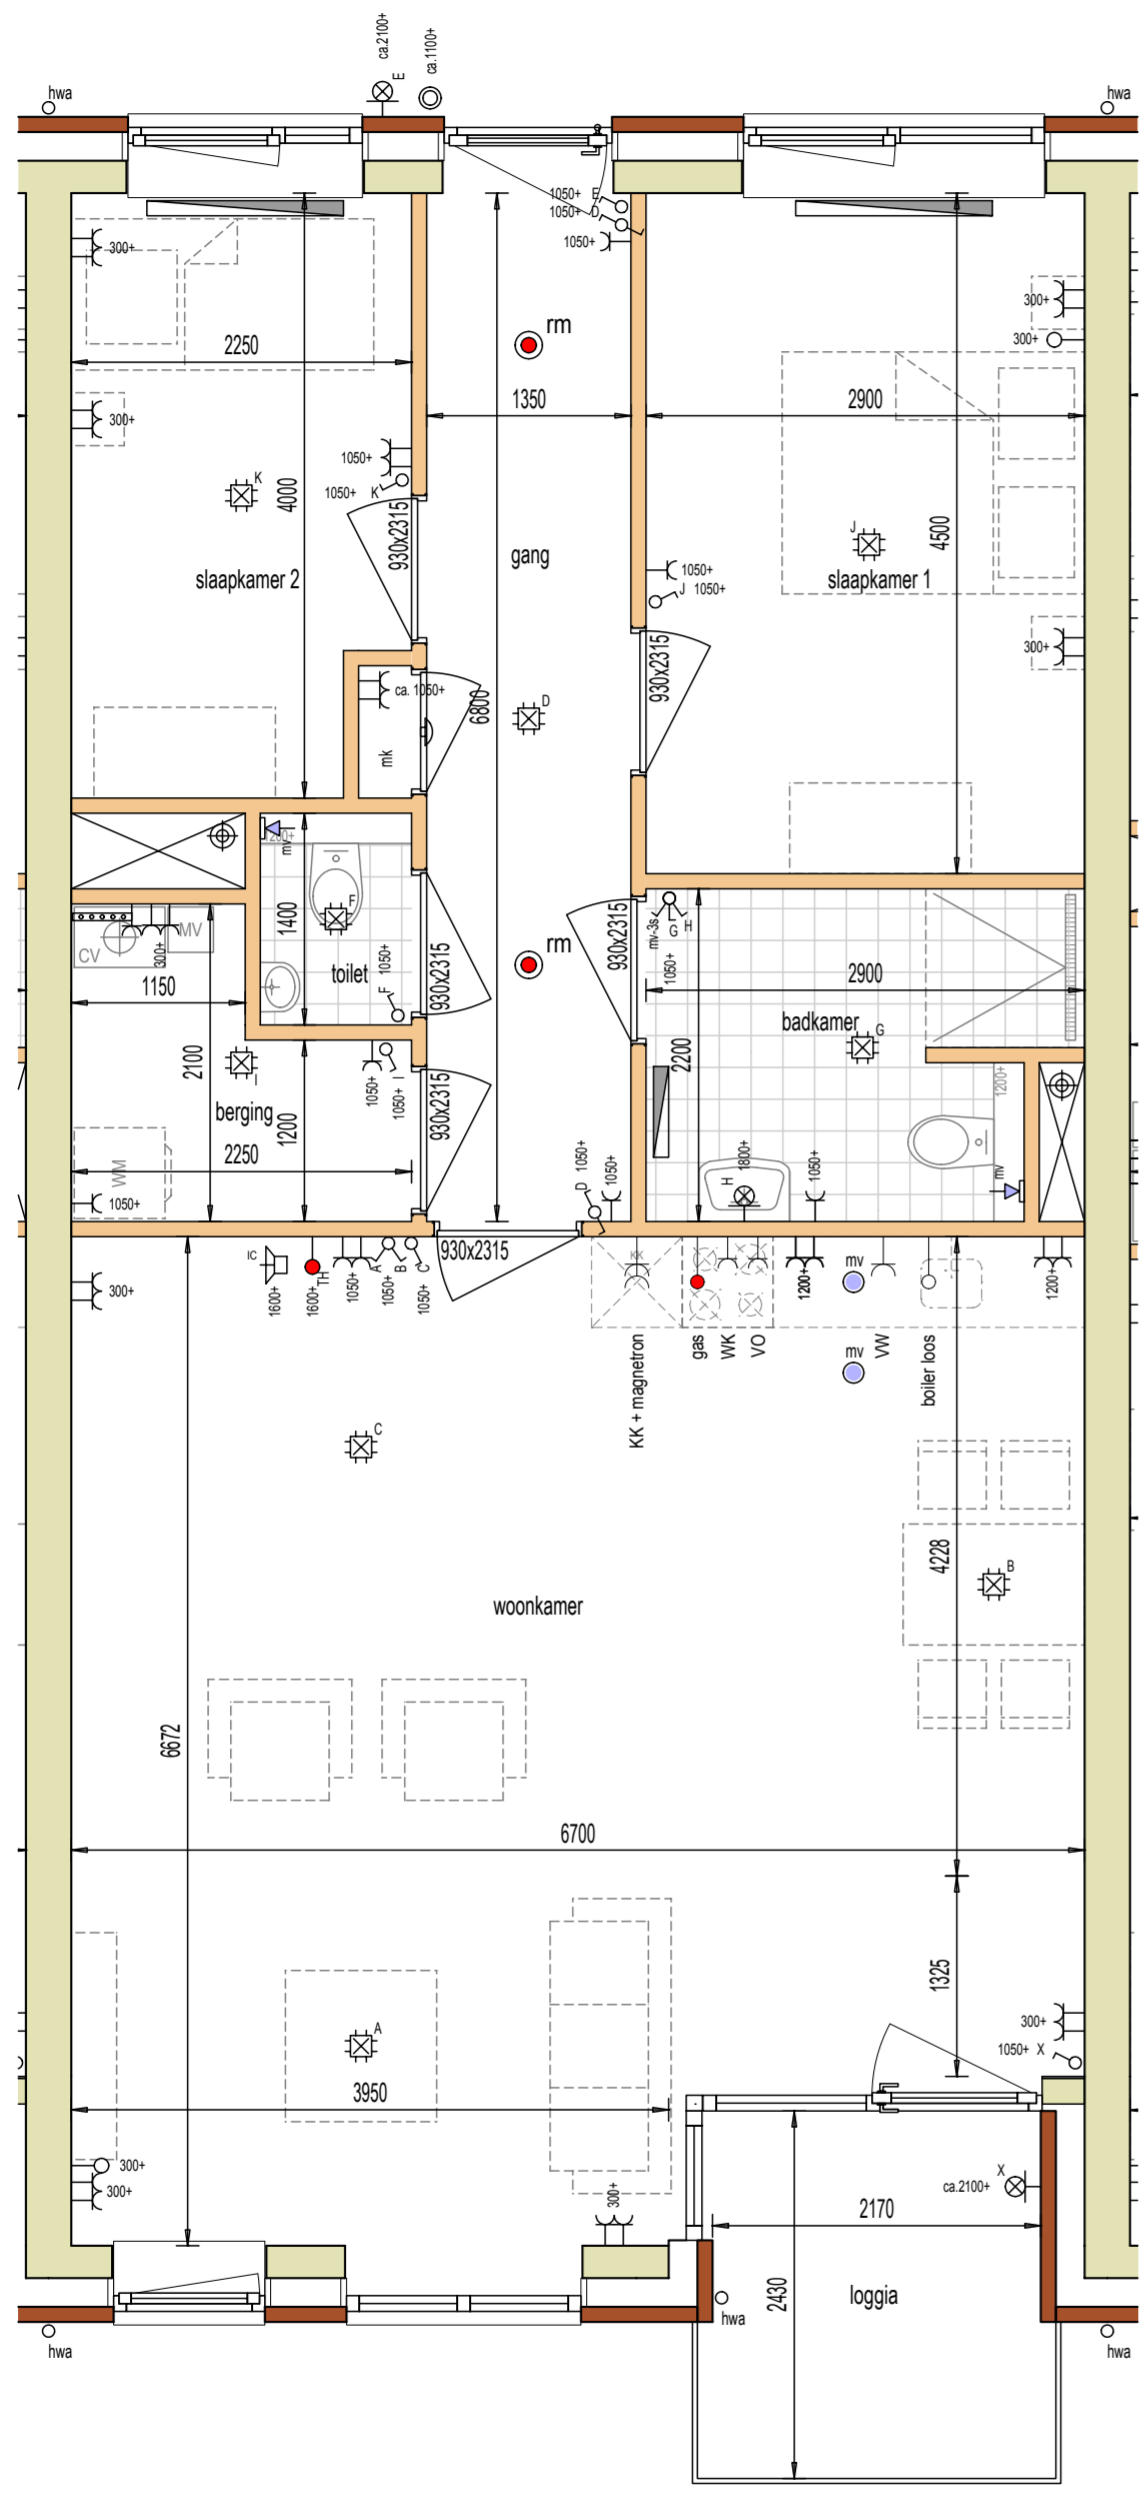 ca.2100+
E
ca.1100+
hwa
hwa
1050+ E
1050+ D
1050+
300+
rm
300+
300+
2250
1350
2900
300+
1050+
1050+ K
K
4000
930x2315
gang
J
4500
slaapkamer 2
slaapkamer 1
1050+
J 1050+
300+
930x2315
ca. 1050+
6800
D
mk
1200+
mv
F
1400
CV
MV
300+
toilet
1050+
F
930x2315
rm
930x2315
mv-3s
G
H
1050+
2900
badkamer
G
1150
2100
2200
I
berging
1200
1050+
1050+ I
930x2315
1200+
WM
2250
1050+
D 1050+
1050+
H
1800+
1050+
mv
930x2315
300+
IC
1600+
TH
1600+
1050+
A
1050+
B
C
1050+
KK
1200+
mv
1200+
KK + magnetron
gas
WK
VO
mv
VW
boiler loos
C
4228
B
woonkamer
6672
6700
1325
300+
1050+ X
A
3950
300+
300+
300+
X
ca.2100+
2170
2430
loggia
hwa
hwa
hwa